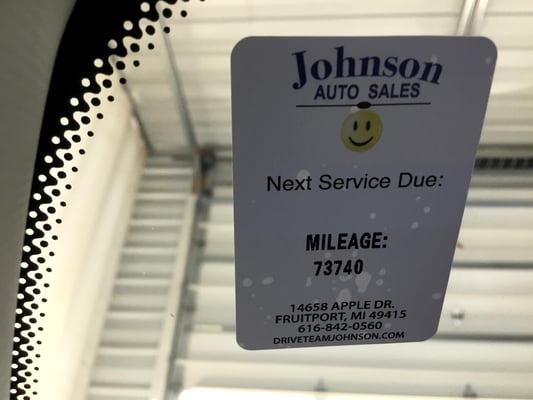 Johnson
AUTO SALES
Next Service Due:
MILEAGE:
73740
14658 APPLE DR.
FRUITPORT, MI 49415
616-842-0560
DRIVETEAMJOHNSON.COM